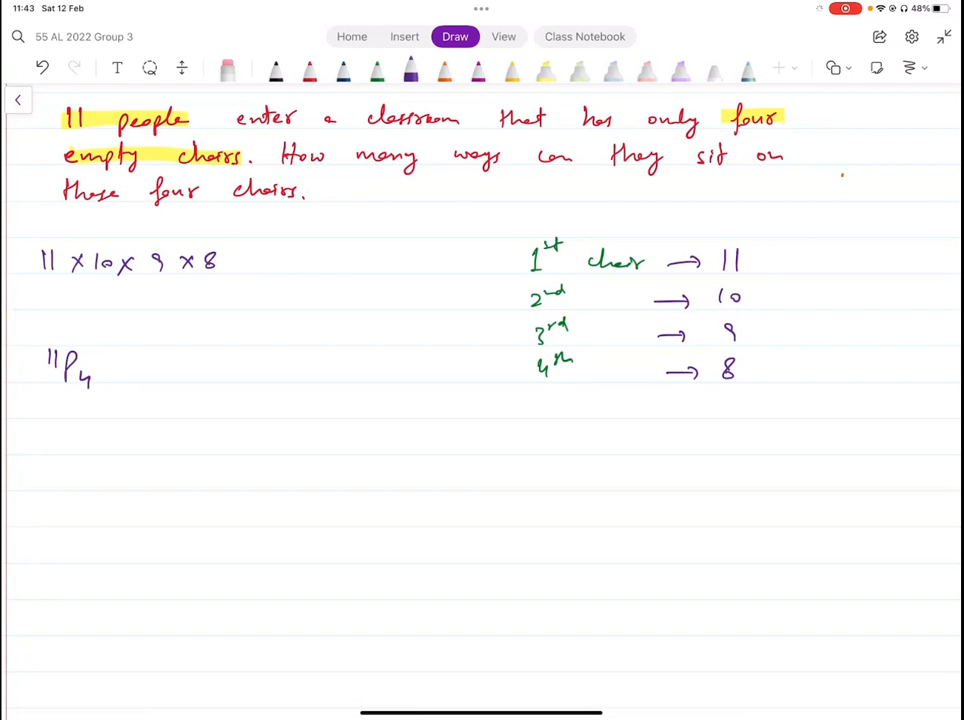 11:43 Sat 12 Feb
48%
55 AL 2022 Group 3
Home Insert Draw View Class Notebook
11 people enter a classroom that has only four
empty chairs. How many ways can they sit on
these four chairs.
11 × 10 × 9 × 8
1st chair → 11
2nd → 10
3rd → 9
11P4
4th → 8